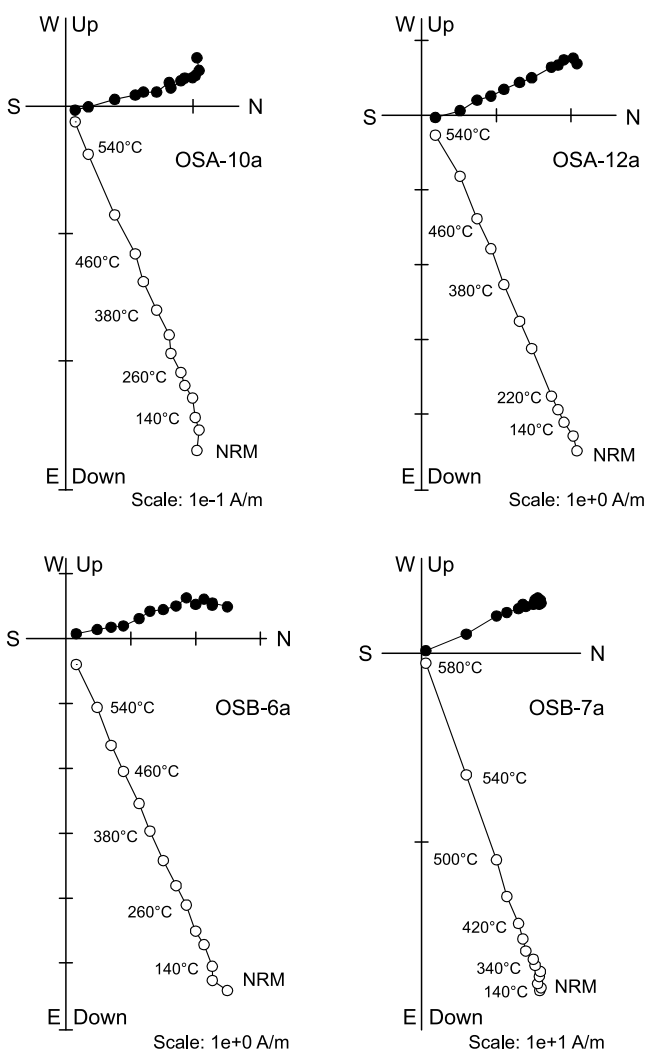 W Up
S N
540°C
OSA-10a
460°C
380°C
260°C
140°C
NRM
E Down
Scale: 1e-1 A/m
W Up
S N
540°C
OSA-12a
460°C
380°C
220°C
140°C
NRM
E Down
Scale: 1e+0 A/m
W Up
S N
540°C
OSB-6a
460°C
380°C
260°C
140°C
NRM
E Down
Scale: 1e+0 A/m
W Up
S N
580°C
OSB-7a
540°C
500°C
420°C
340°C
NRM
140°C
E Down
Scale: 1e+1 A/m